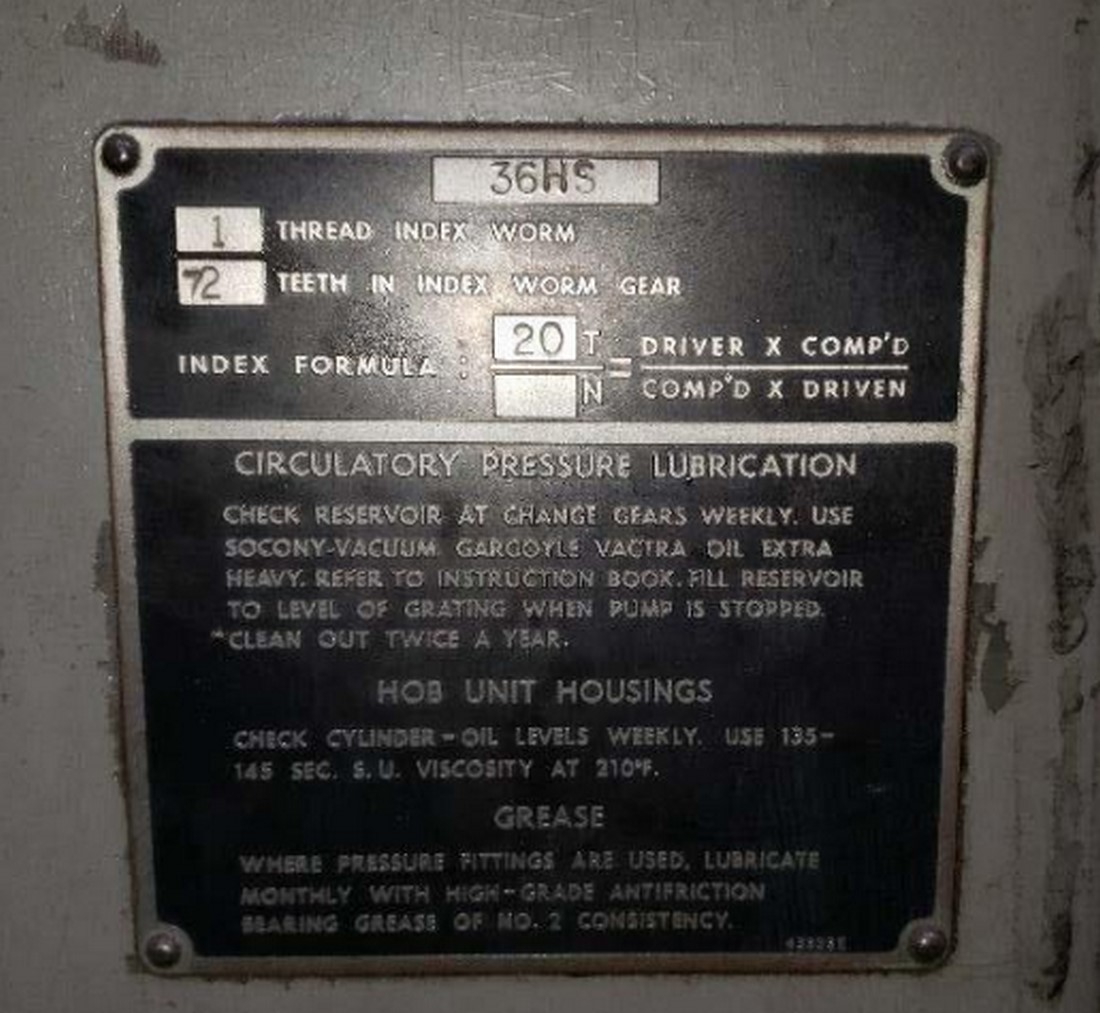 36HS
1 THREAD INDEX WORM
72 TEETH IN INDEX WORM GEAR
20 T DRIVER X COMP'D
INDEX FORMULA : =
N COMP'D X DRIVEN
CIRCULATORY PRESSURE LUBRICATION
CHECK RESERVOIR AT CHANGE GEARS WEEKLY. USE
SOCONY-VACUUM GARGOYLE VACTRA OIL EXTRA
HEAVY. REFER TO INSTRUCTION BOOK. FILL RESERVOIR
TO LEVEL OF GRATING WHEN PUMP IS STOPPED.
*CLEAN OUT TWICE A YEAR.
HOB UNIT HOUSINGS
CHECK CYLINDER-OIL LEVELS WEEKLY. USE 135-
145 SEC. S.U. VISCOSITY AT 210°F.
GREASE
WHERE PRESSURE FITTINGS ARE USED, LUBRICATE
MONTHLY WITH HIGH-GRADE ANTIFRICTION
BEARING GREASE OF NO. 2 CONSISTENCY.